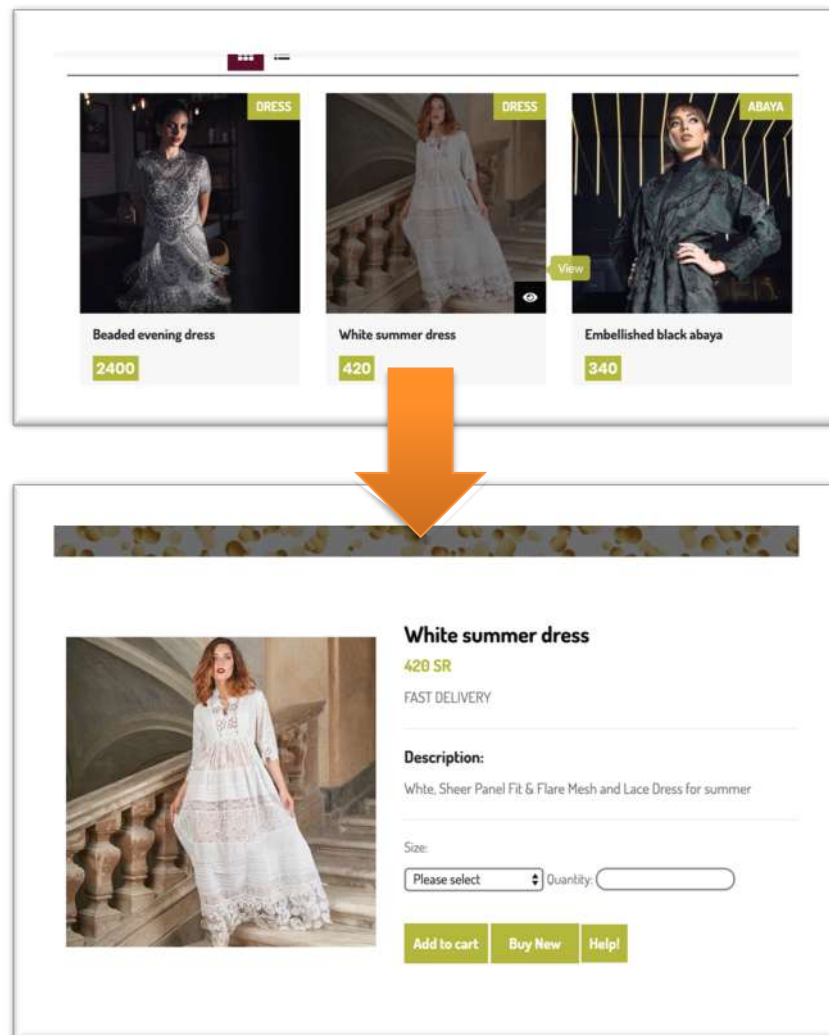 DRESS
DRESS
ABAYA
View
Beaded evening dress
White summer dress
Embellished black abaya
2400
420
340
White summer dress
420 SR
FAST DELIVERY
Description:
Whte, Sheer Panel Fit & Flare Mesh and Lace Dress for summer
Size:
Please select Quantity:
Add to cart Buy New Help!